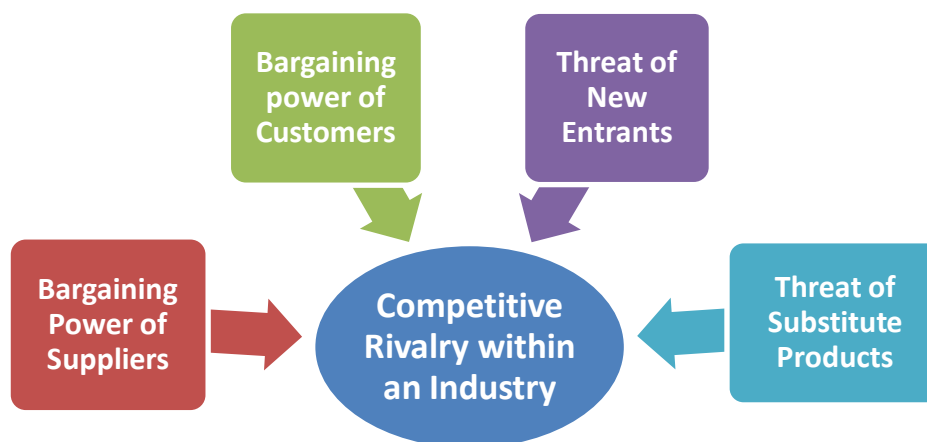 Bargaining
power of
Customers
Threat of
New
Entrants
Bargaining
Power of
Suppliers
Competitive
Rivalry within
an Industry
Threat of
Substitute
Products